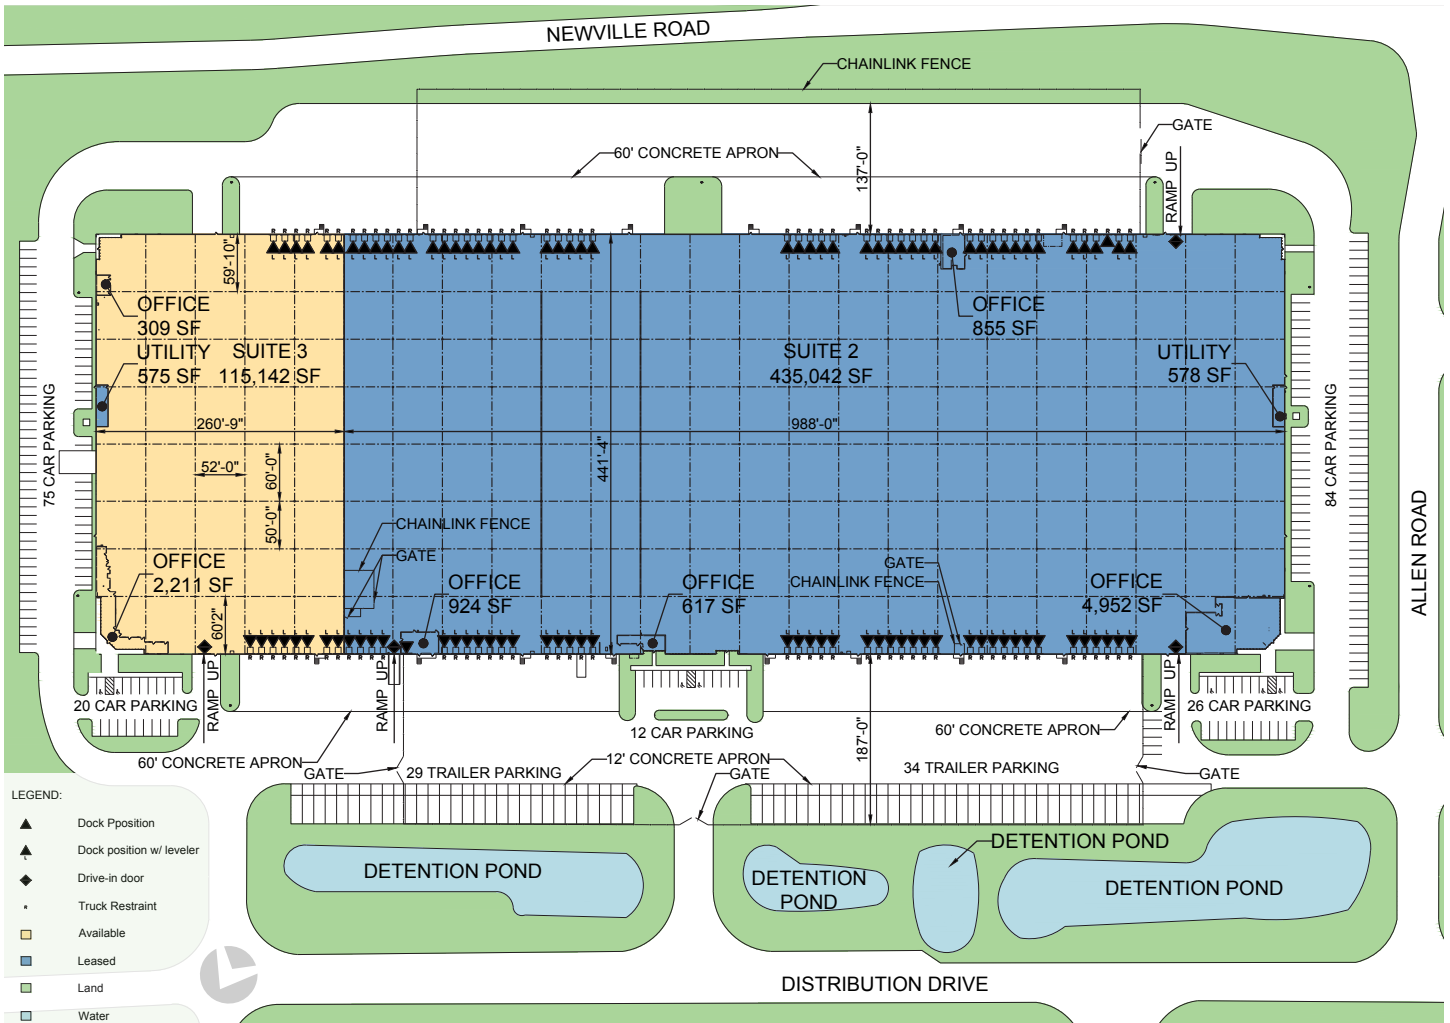 NEWVILLE ROAD
CHAINLINK FENCE
GATE
60' CONCRETE APRON
137'-0"
RAMP UP
59'-10"
OFFICE
309 SF
UTILITY
575 SF
SUITE 3
115,142 SF
SUITE 2
435,042 SF
OFFICE
855 SF
UTILITY
578 SF
260'-9"
988'-0"
441'-4"
52'-0"
60'-0"
50'-0"
75 CAR PARKING
84 CAR PARKING
ALLEN ROAD
CHAINLINK FENCE
GATE
OFFICE
2,211 SF
60'2"
OFFICE
924 SF
OFFICE
617 SF
GATE
CHAINLINK FENCE
OFFICE
4,952 SF
RAMP UP
RAMP UP
RAMP UP
20 CAR PARKING
12 CAR PARKING
26 CAR PARKING
187'-0"
60' CONCRETE APRON
60' CONCRETE APRON
GATE
29 TRAILER PARKING
12' CONCRETE APRON
GATE
34 TRAILER PARKING
GATE
DETENTION POND
DETENTION
POND
DETENTION POND
DETENTION POND
LEGEND:
Dock Pposition
L
Dock position w/ leveler
Drive-in door
R
Truck Restraint
Available
Leased
Land
Water
DISTRIBUTION DRIVE